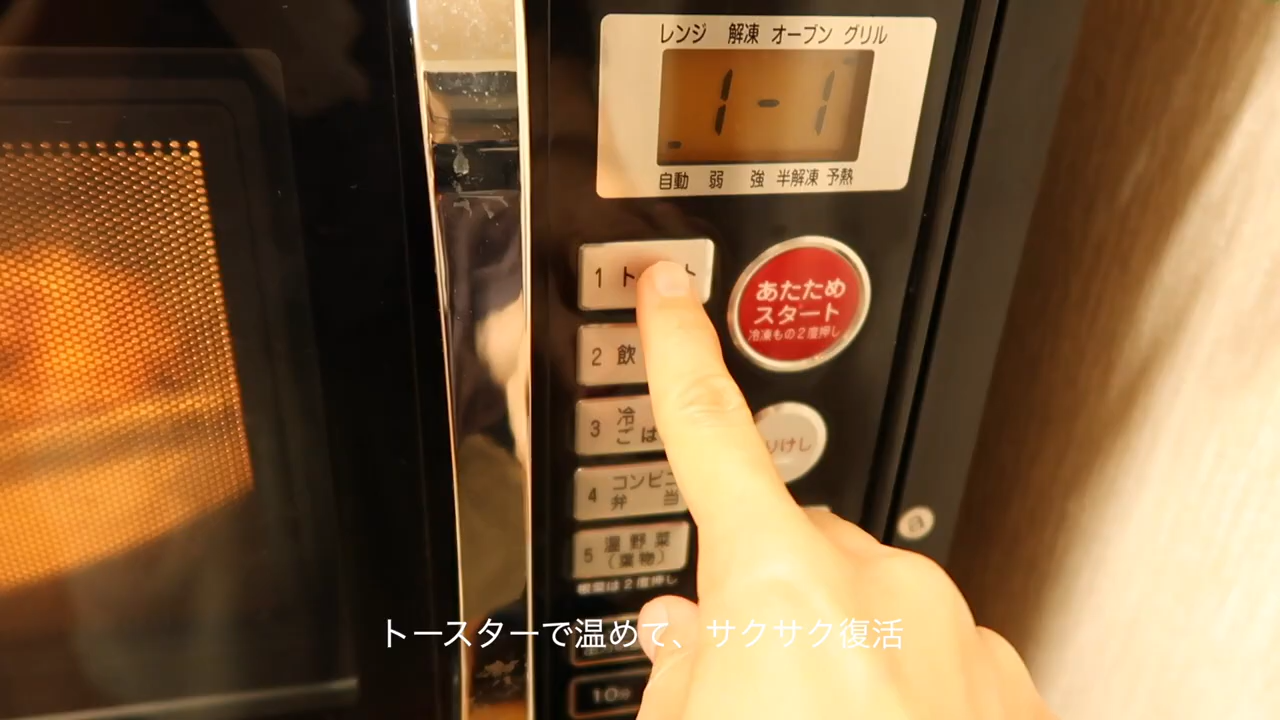 レンジ 解凍 オーブン グリル
1-1
自動 弱 強 半解凍 予熱
1 ト ト
あたため
スタート
冷凍もの2度押し
2 飲
3 冷
ごは
りけし
4 コンビニ
弁 当
5 温野菜
(葉物)
根菜は2度押し
トースターで温めて、サクサク復活
10